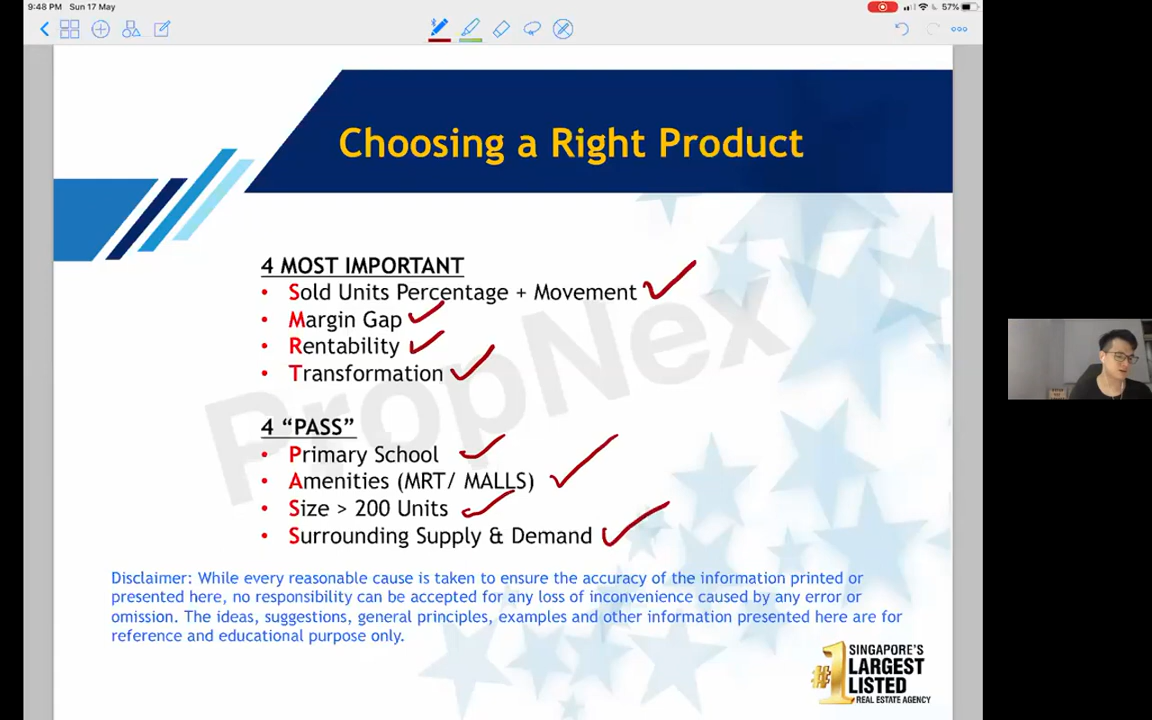 9:48 PM Sun 17 May
57%
Choosing a Right Product
4 MOST IMPORTANT
• Sold Units Percentage + Movement
• Margin Gap
• Rentability
• Transformation
4 “PASS”
• Primary School
• Amenities (MRT/ MALLS)
• Size > 200 Units
• Surrounding Supply & Demand
PropNex
Disclaimer: While every reasonable cause is taken to ensure the accuracy of the information printed or
presented here, no responsibility can be accepted for any loss of inconvenience caused by any error or
omission. The ideas, suggestions, general principles, examples and other information presented here are for
reference and educational purpose only.
#1 SINGAPORE'S
LARGEST
LISTED
REAL ESTATE AGENCY